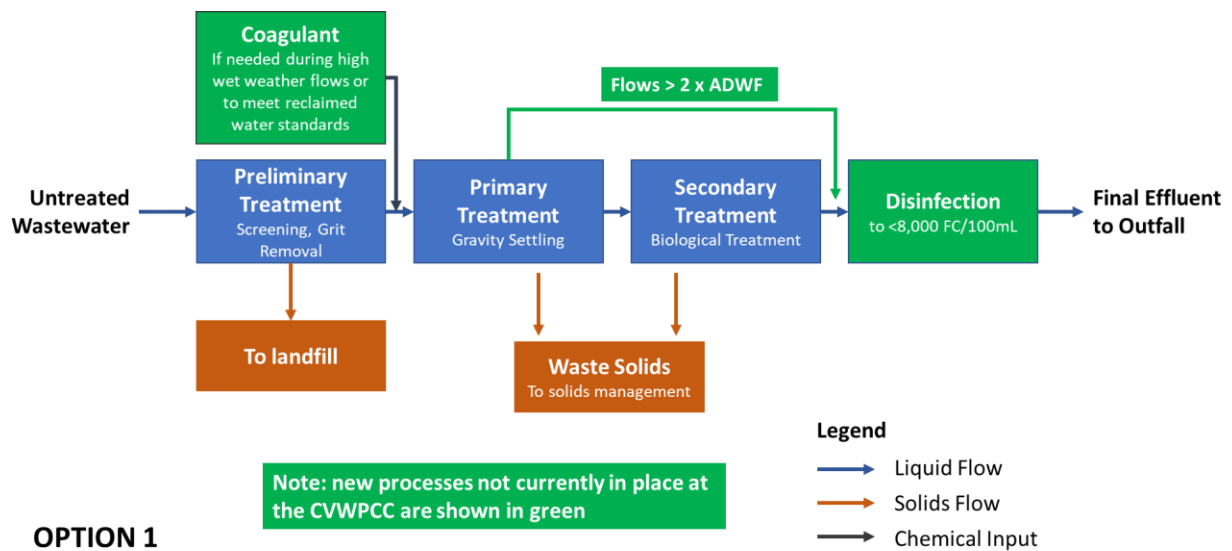 Coagulant
If needed during high
wet weather flows or
to meet reclaimed
water standards
Flows > 2 x ADWF
Untreated
Wastewater
Preliminary
Treatment
Screening, Grit
Removal
Primary
Treatment
Gravity Settling
Secondary
Treatment
Biological Treatment
Disinfection
to <8,000 FC/100mL
Final Effluent
to Outfall
To landfill
Waste Solids
To solids management
Legend
Liquid Flow
Solids Flow
Chemical Input
Note: new processes not currently in place at
the CVWPCC are shown in green
OPTION 1